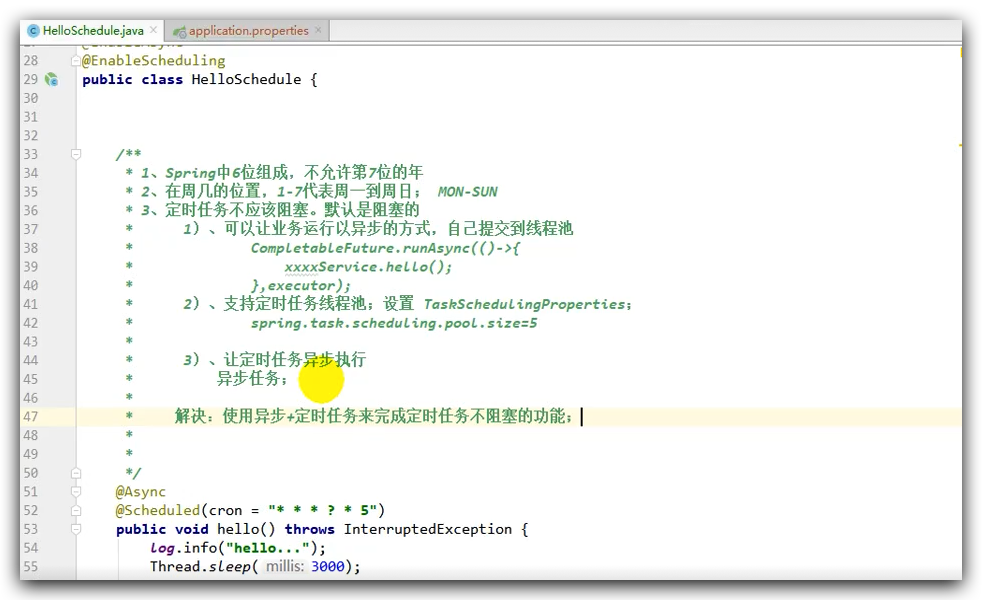 HelloSchedule.java × application.properties ×
@EnableAsync
28 @EnableScheduling
29 public class HelloSchedule {
30
31
32
33 /**
34 * 1、Spring中6位组成，不允许第7位的年
35 * 2、在周几的位置，1-7代表周一到周日； MON-SUN
36 * 3、定时任务不应该阻塞。默认是阻塞的
37 * 1）、可以让业务运行以异步的方式，自己提交到线程池
38 * CompletableFuture.runAsync(()->{
39 * xxxxService.hello();
40 * },executor);
41 * 2）、支持定时任务线程池；设置 TaskSchedulingProperties；
42 * spring.task.scheduling.pool.size=5
43 *
44 * 3）、让定时任务异步执行
45 * 异步任务；
46 *
47 * 解决：使用异步+定时任务来完成定时任务不阻塞的功能；
48 *
49 *
50 */
51 @Async
52 @Scheduled(cron = "* * * ? * 5")
53 public void hello() throws InterruptedException {
54 log.info("hello...");
55 Thread.sleep( millis: 3000);